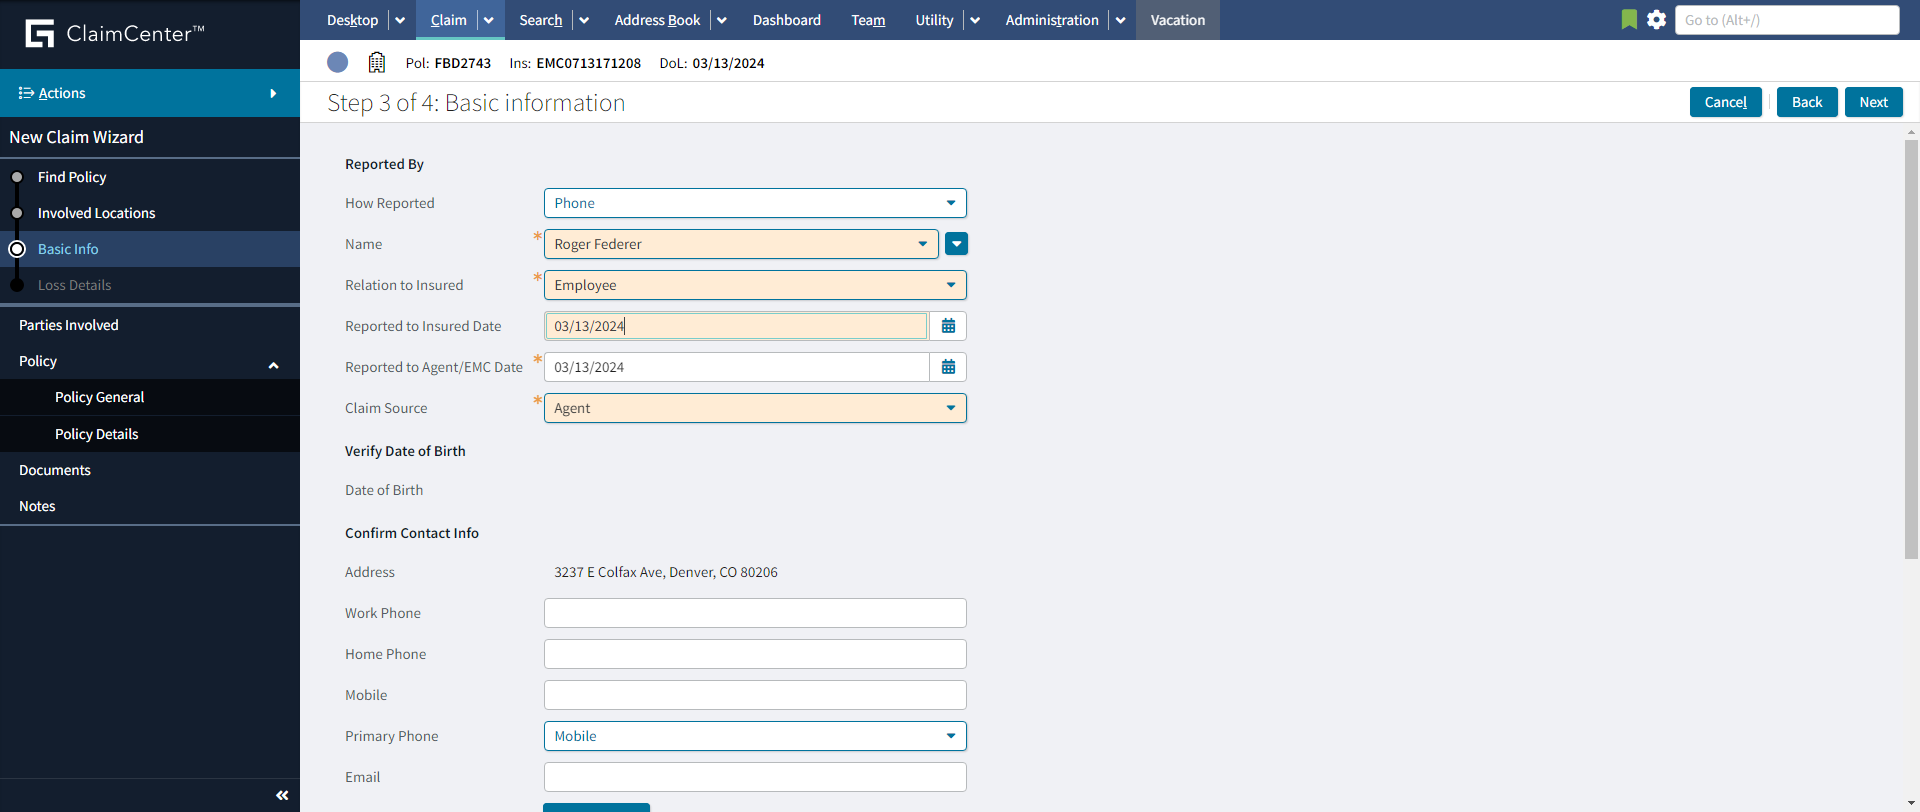 ClaimCenter™
Desktop Claim Search Address Book Dashboard Team Utility Administration Vacation Go to (Alt+/)
Pol: FBD2743 Ins: EMC0713171208 DoL: 03/13/2024
Actions
Step 3 of 4: Basic information
Cancel Back Next
New Claim Wizard
Find Policy
Involved Locations
Basic Info
Loss Details
Parties Involved
Policy
Policy General
Policy Details
Documents
Notes
Reported By
How Reported Phone
Name * Roger Federer
Relation to Insured * Employee
Reported to Insured Date 03/13/2024
Reported to Agent/EMC Date * 03/13/2024
Claim Source * Agent
Verify Date of Birth
Date of Birth
Confirm Contact Info
Address 3237 E Colfax Ave, Denver, CO 80206
Work Phone
Home Phone
Mobile
Primary Phone Mobile
Email